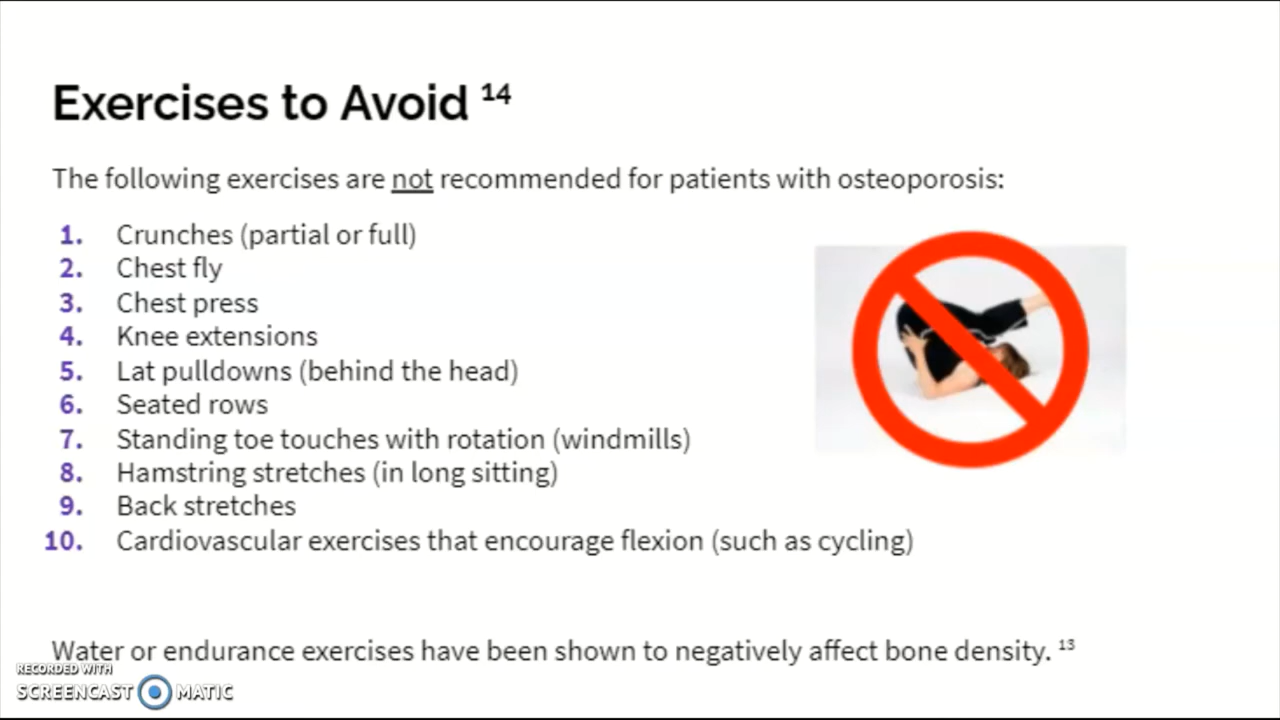 Exercises to Avoid 14
The following exercises are not recommended for patients with osteoporosis:
1. Crunches (partial or full)
2. Chest fly
3. Chest press
4. Knee extensions
5. Lat pulldowns (behind the head)
6. Seated rows
7. Standing toe touches with rotation (windmills)
8. Hamstring stretches (in long sitting)
9. Back stretches
10. Cardiovascular exercises that encourage flexion (such as cycling)
Water or endurance exercises have been shown to negatively affect bone density. 13
RECORDED WITH
SCREENCAST MATIC